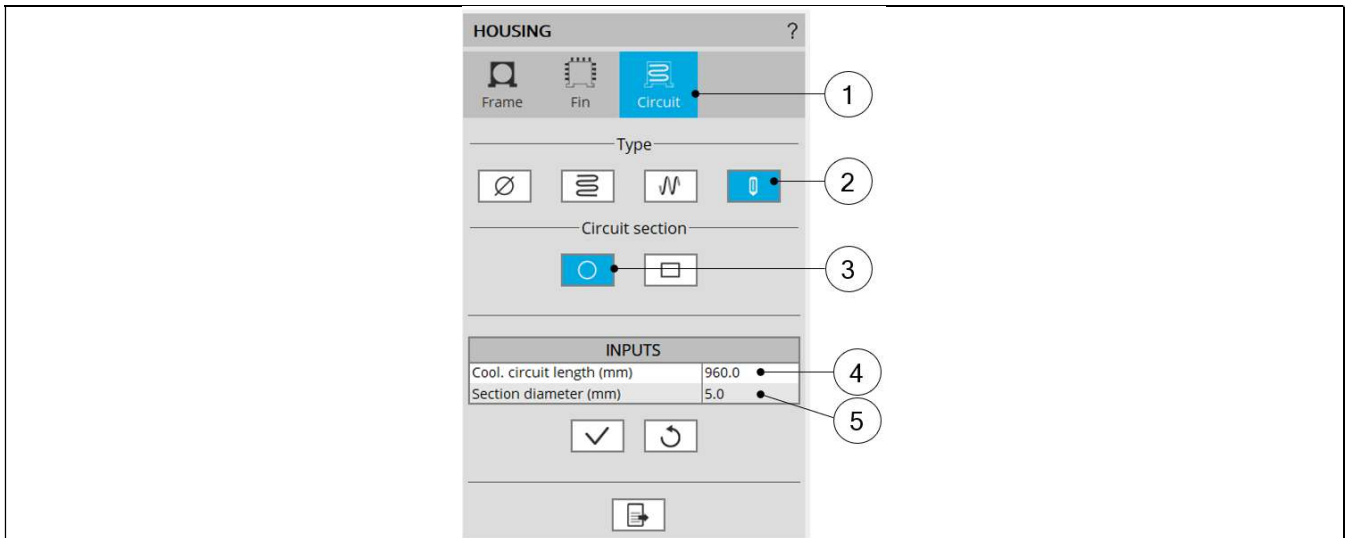 HOUSING ?
Frame Fin Circuit
1
Type
2
Circuit section
3
INPUTS
Cool. circuit length (mm) 960.0
4
Section diameter (mm) 5.0
5